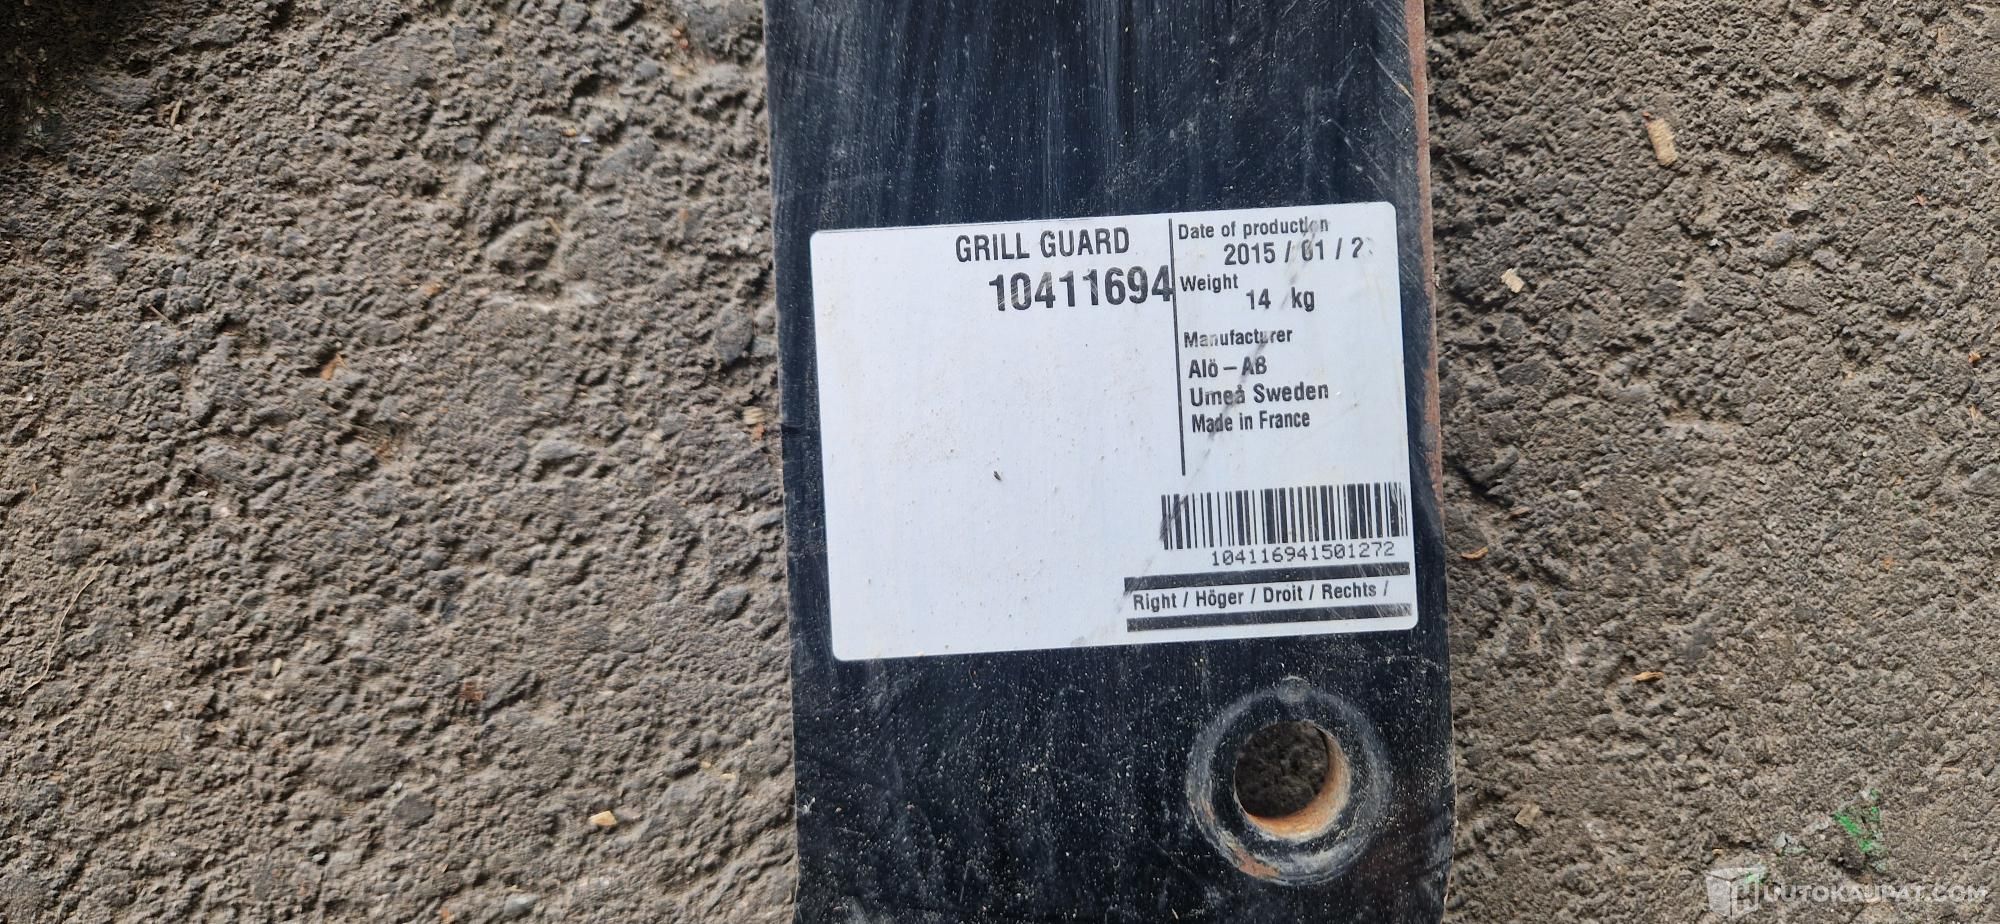 GRILL GUARD
10411694
Date of production
2015 / 01 /
Weight
14 kg
Manufacturer
Alö – AB
Umeå Sweden
Made in France
104116941501272
Right / Höger / Droit / Rechts /
HUUTOKAUPAT.COM